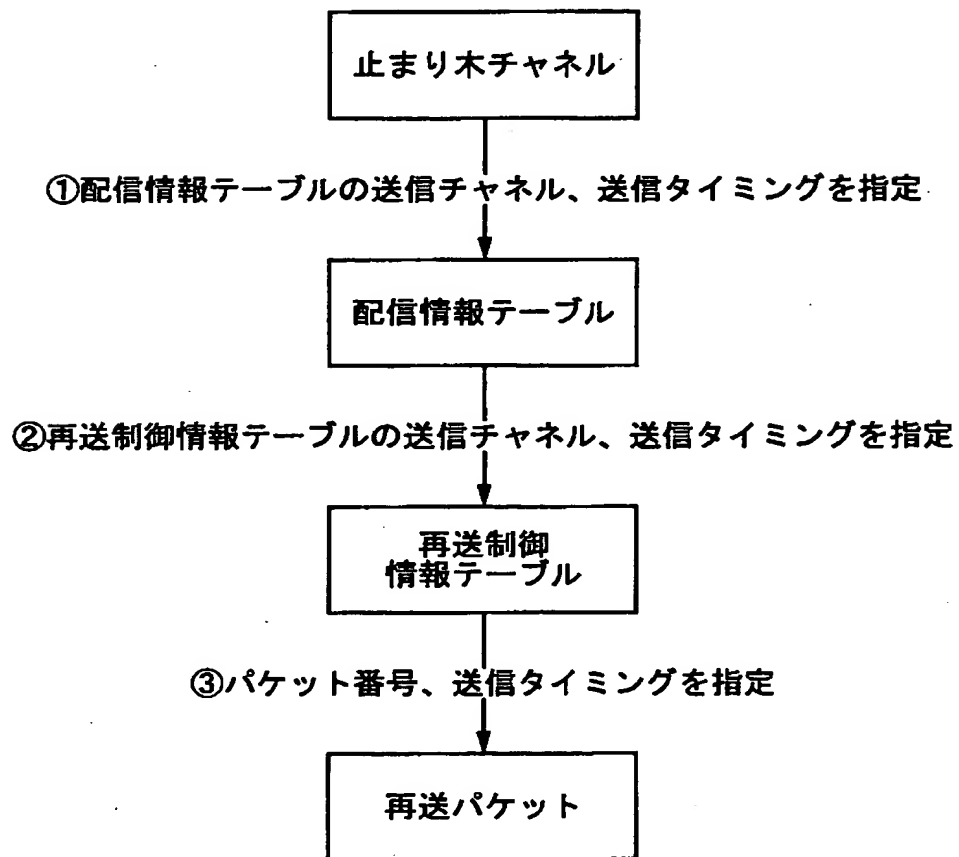 止まり木チャネル
①配信情報テーブルの送信チャネル、送信タイミングを指定
配信情報テーブル
②再送制御情報テーブルの送信チャネル、送信タイミングを指定
再送制御
情報テーブル
③パケット番号、送信タイミングを指定
再送パケット